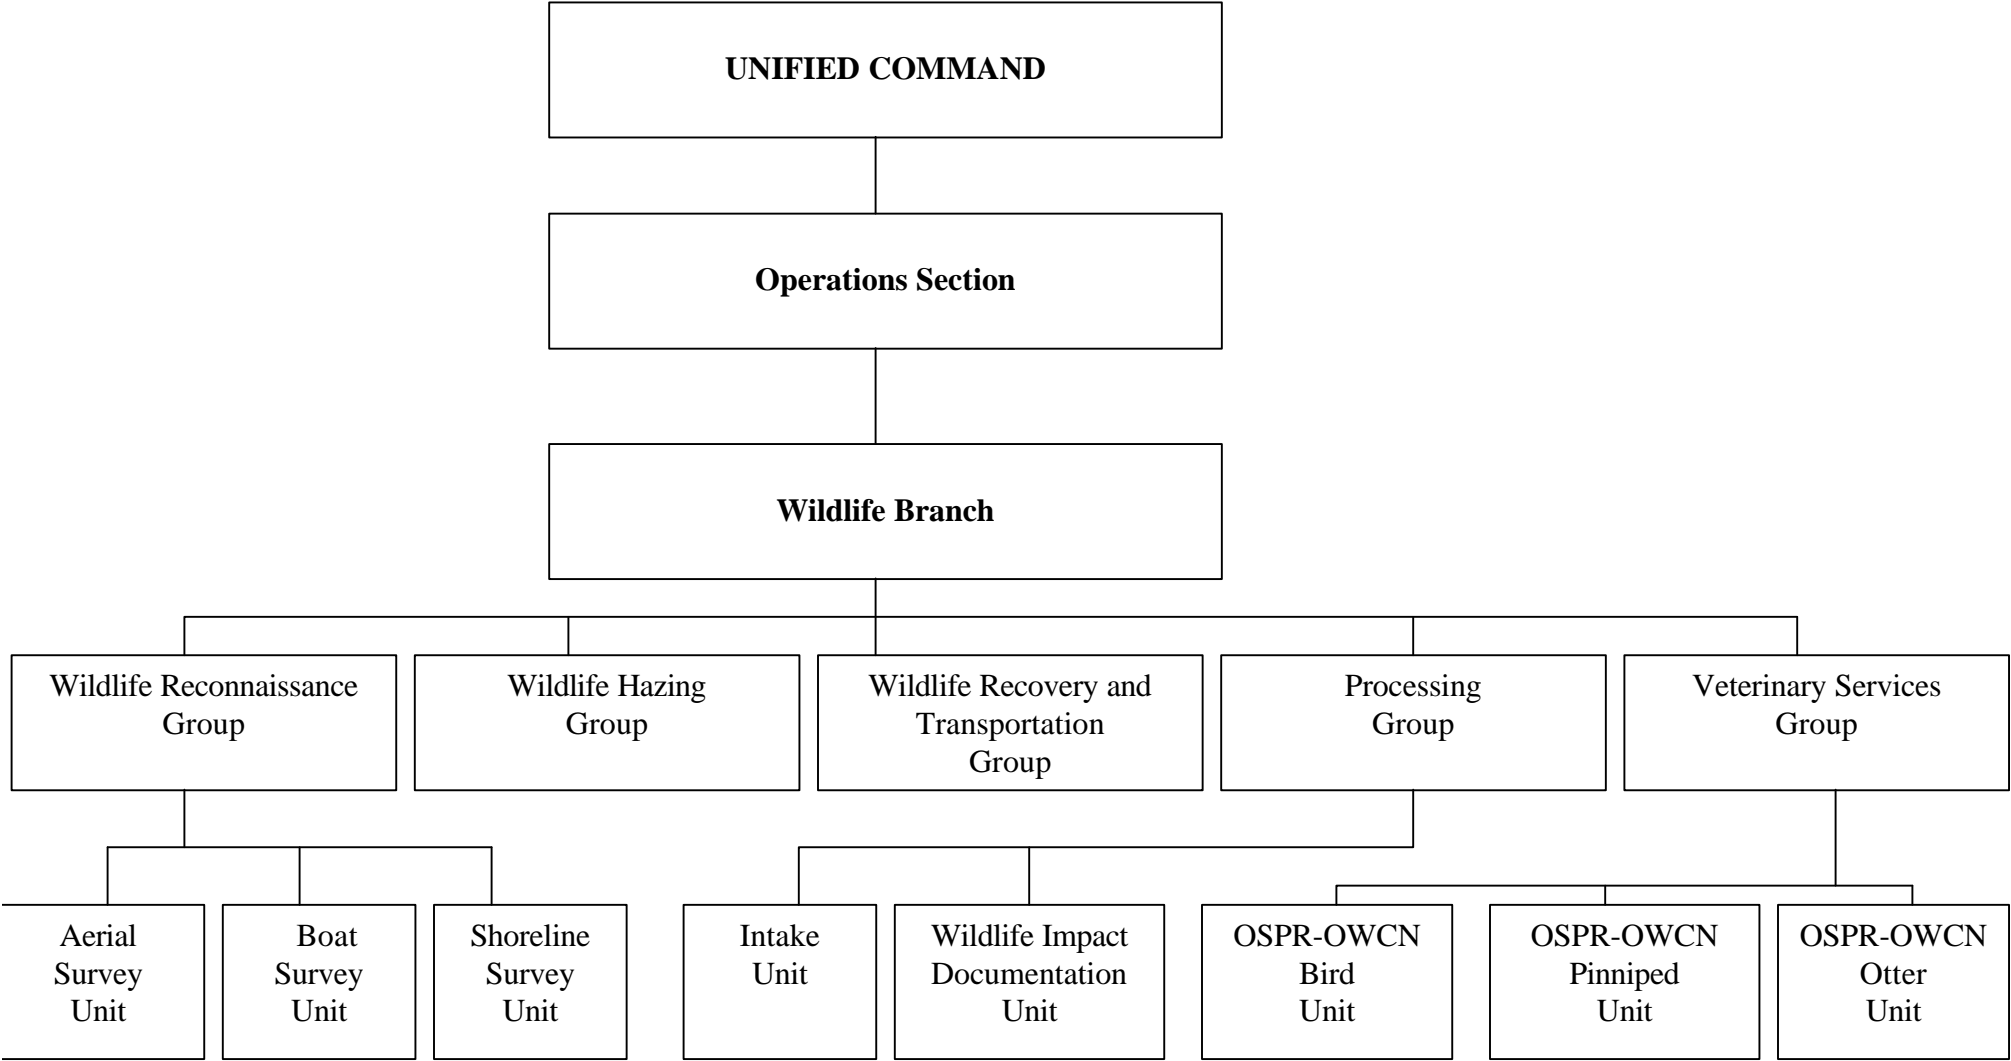 UNIFIED COMMAND
Operations Section
Wildlife Branch
Wildlife Reconnaissance
Group
Wildlife Hazing
Group
Wildlife Recovery and
Transportation
Group
Processing
Group
Veterinary Services
Group
Aerial
Survey
Unit
Boat
Survey
Unit
Shoreline
Survey
Unit
Intake
Unit
Wildlife Impact
Documentation
Unit
OSPR-OWCN
Bird
Unit
OSPR-OWCN
Pinniped
Unit
OSPR-OWCN
Otter
Unit